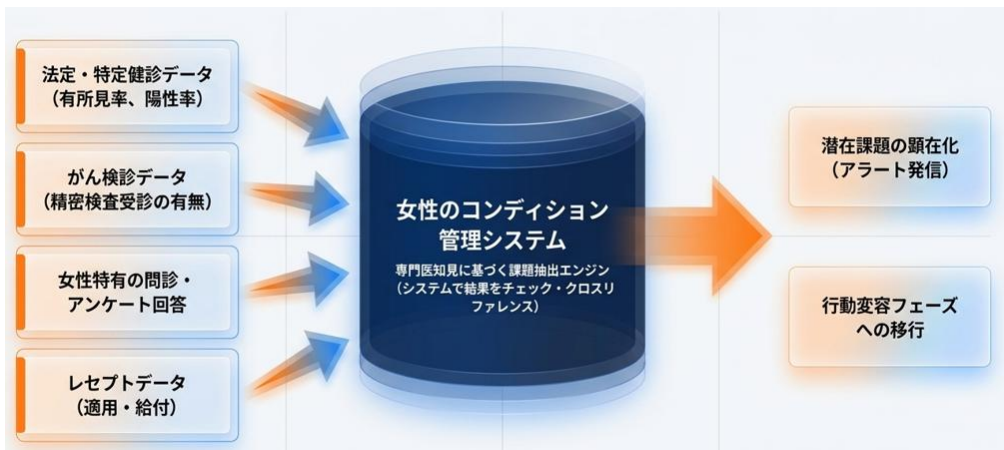 法定・特定健診データ
（有所見率、陽性率）
がん検診データ
（精密検査受診の有無）
女性特有の問診・
アンケート回答
レセプトデータ
（適用・給付）
女性のコンディション
管理システム
専門医知見に基づく課題抽出エンジン
（システムで結果をチェック・クロスリ
ファレンス）
潜在課題の顕在化
（アラート発信）
行動変容フェーズ
への移行